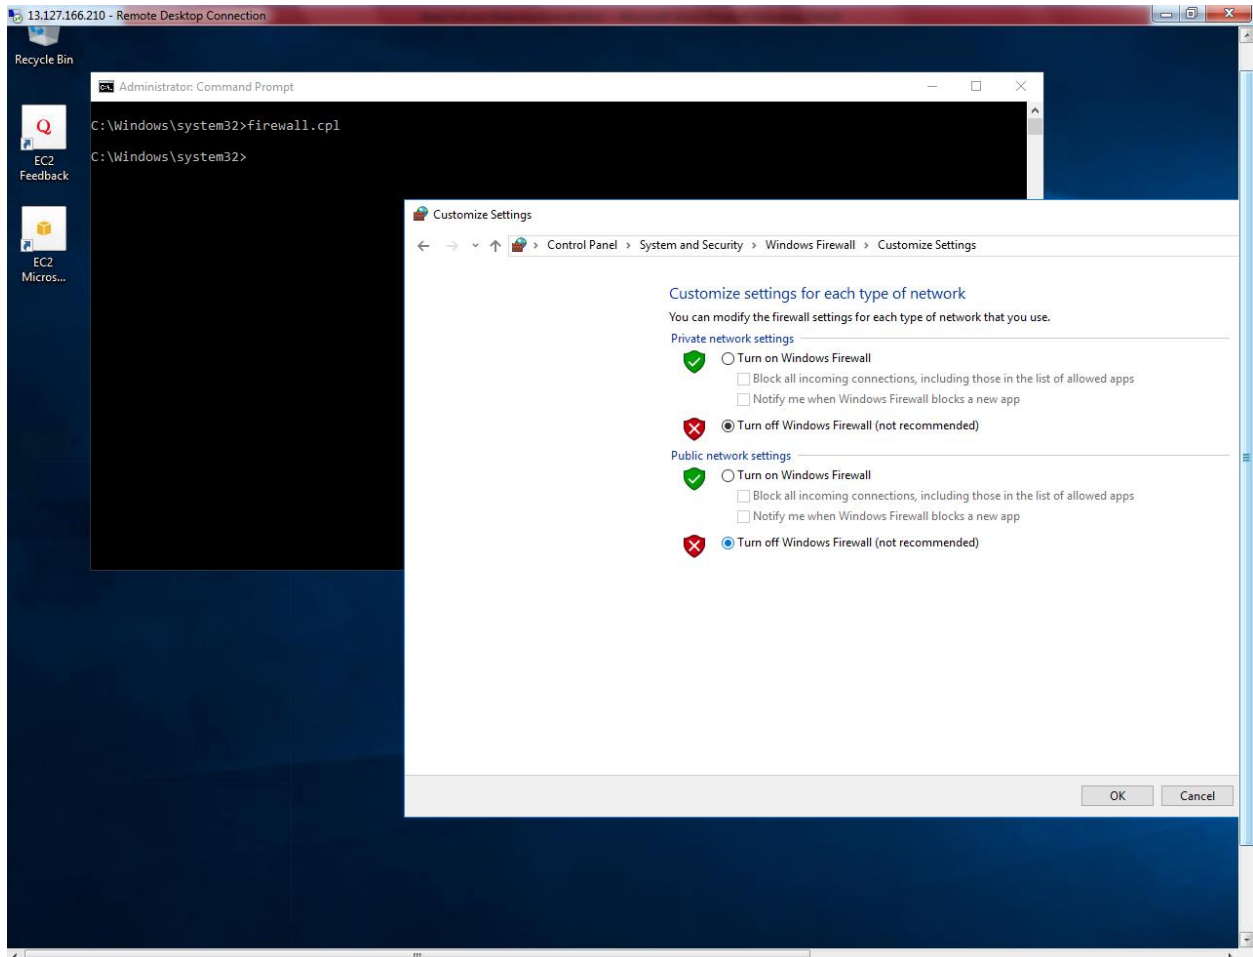 13.127.166.210 - Remote Desktop Connection
Recycle Bin
Administrator: Command Prompt
C:\Windows\system32>firewall.cpl
C:\Windows\system32>
EC2
Feedback
EC2
Micros...
Customize Settings
Control Panel > System and Security > Windows Firewall > Customize Settings
Customize settings for each type of network
You can modify the firewall settings for each type of network that you use.
Private network settings
Turn on Windows Firewall
Block all incoming connections, including those in the list of allowed apps
Notify me when Windows Firewall blocks a new app
Turn off Windows Firewall (not recommended)
Public network settings
Turn on Windows Firewall
Block all incoming connections, including those in the list of allowed apps
Notify me when Windows Firewall blocks a new app
Turn off Windows Firewall (not recommended)
OK
Cancel